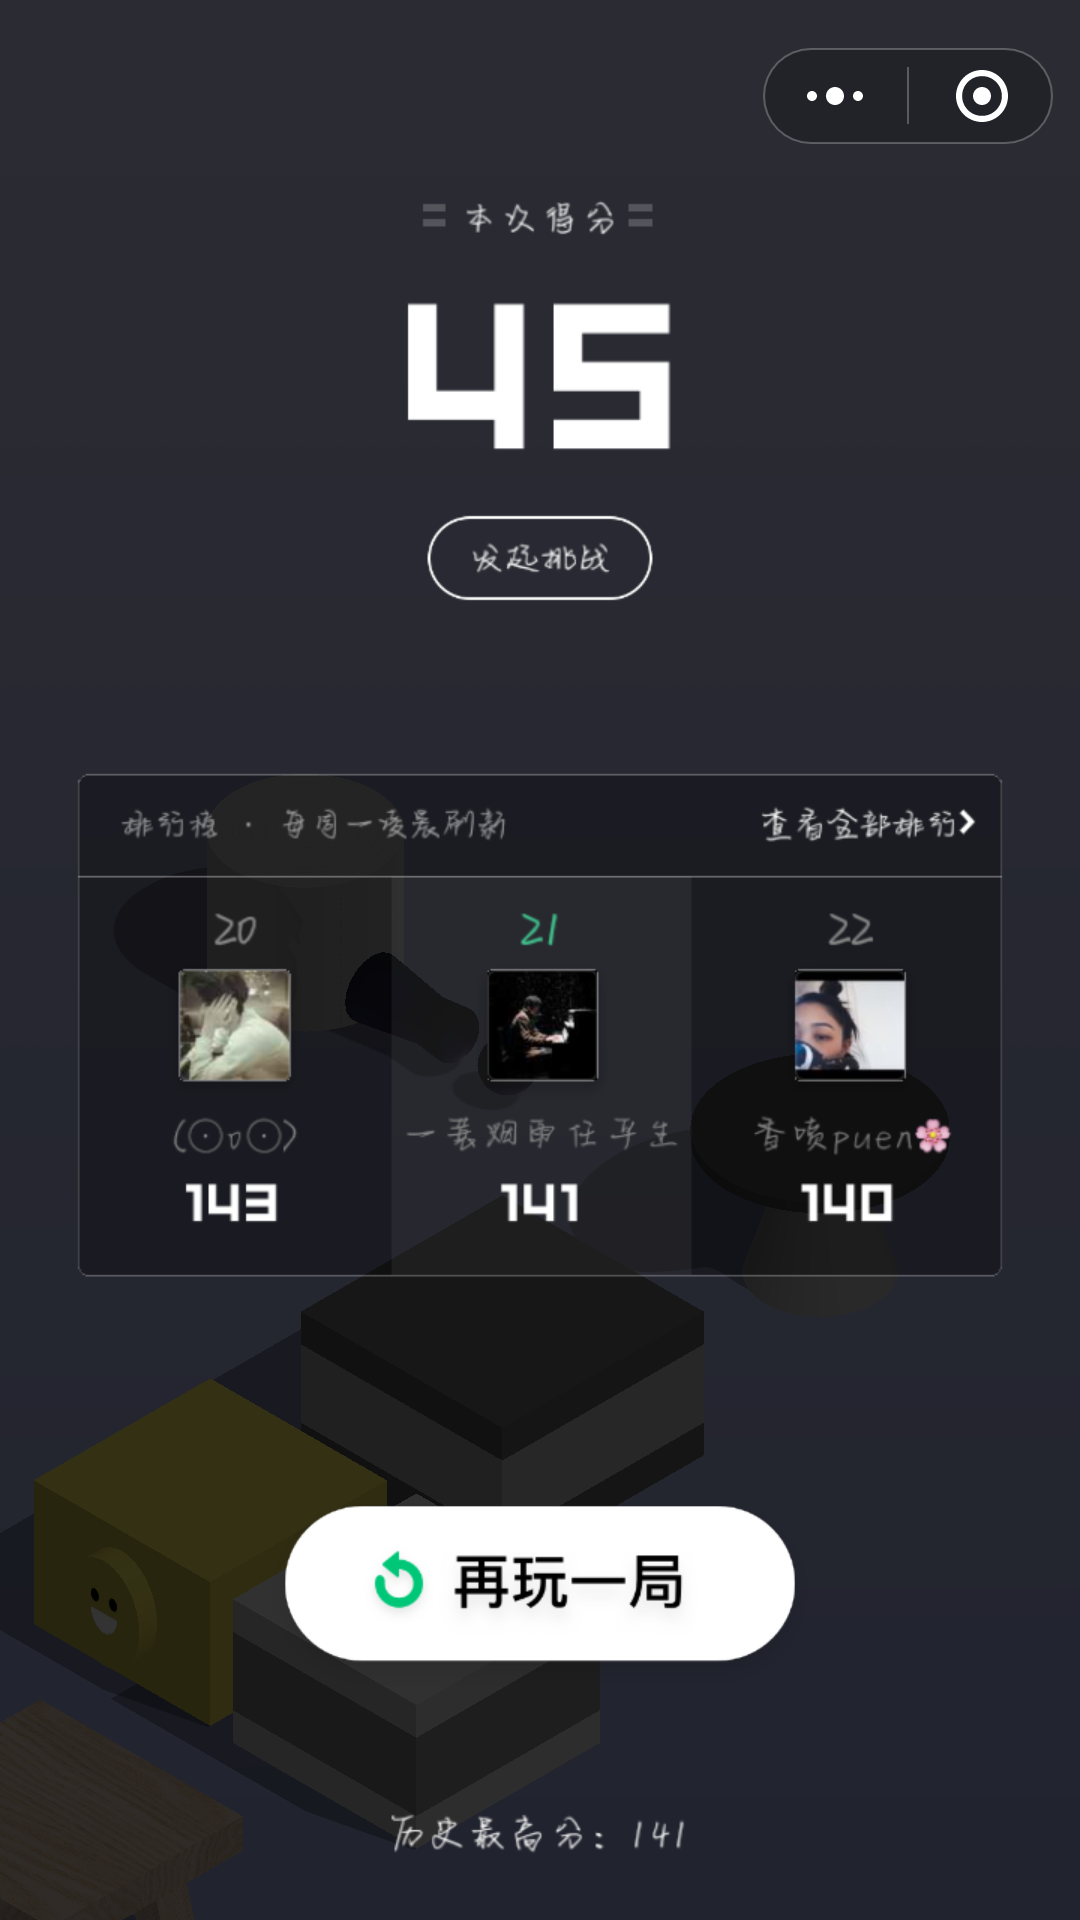 本次得分
45
发起挑战
排行榜 · 每周一凌晨刷新 查看全部排行
20 21 22
(⊙o⊙) 一蓑烟雨任平生 香喷puen🌸
143 141 140
再玩一局
历史最高分：141